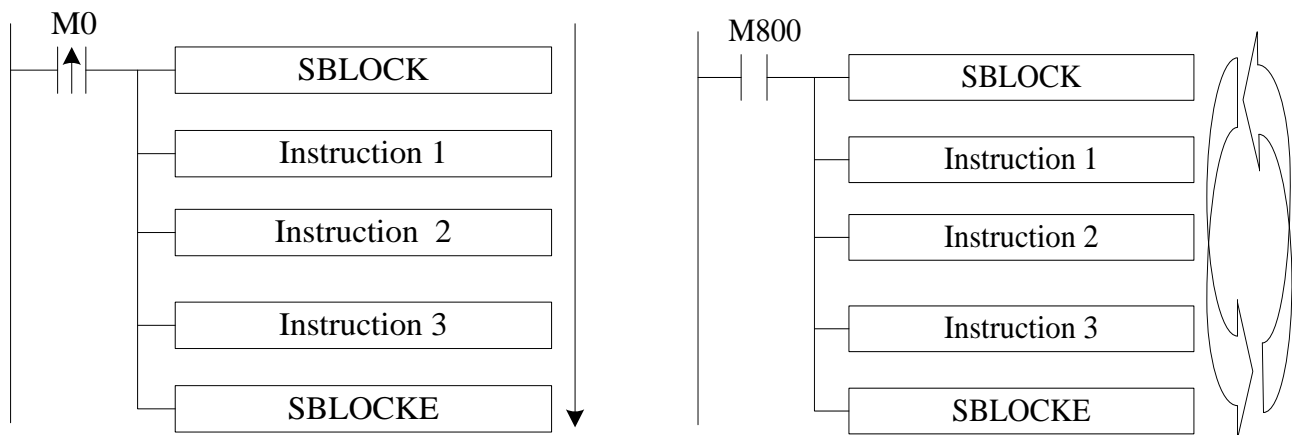 M0
SBLOCK
Instruction 1
Instruction 2
Instruction 3
SBLOCKE
M800
SBLOCK
Instruction 1
Instruction 2
Instruction 3
SBLOCKE